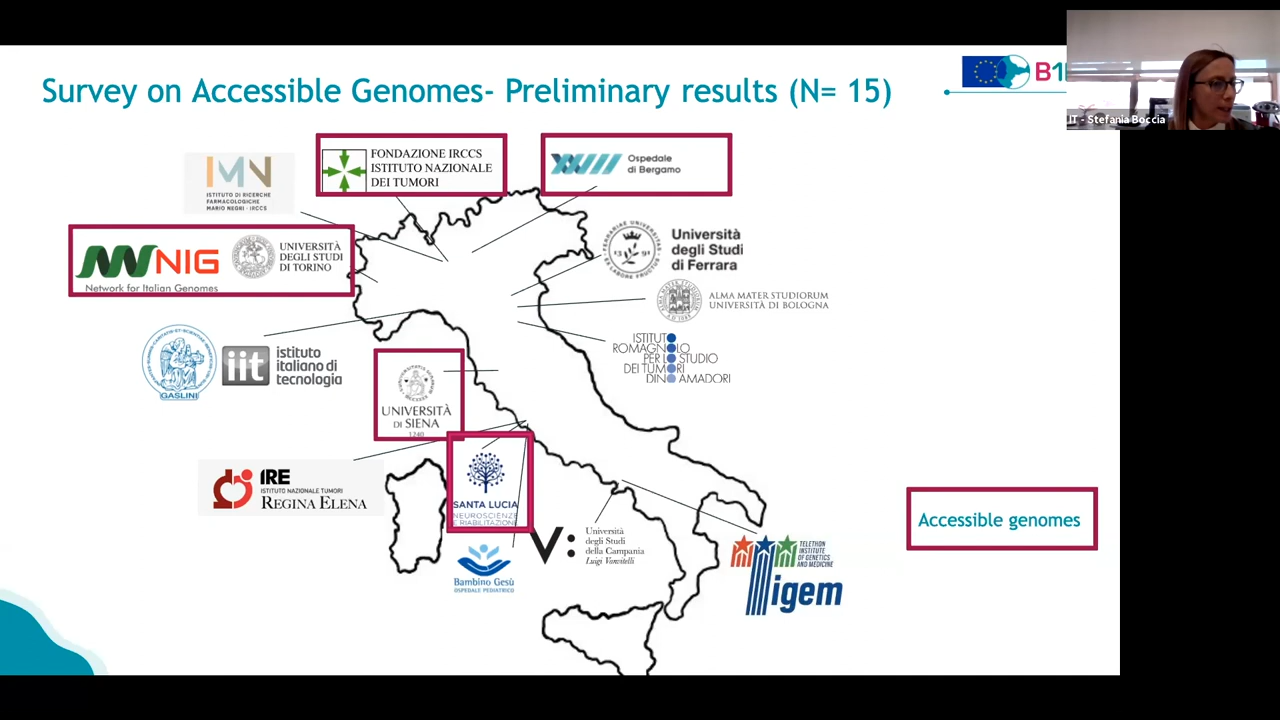 Survey on Accessible Genomes- Preliminary results (N= 15)
B1
IT - Stefania Boccia
IMN
ISTITUTO DI RICERCHE
FARMACOLOGICHE
MARIO NEGRI - IRCCS
FONDAZIONE IRCCS
ISTITUTO NAZIONALE
DEI TUMORI
XXIII
Ospedale
di Bergamo
NIG
Network for Italian Genomes
UNIVERSITÀ
DEGLI STUDI
DI TORINO
Università
degli Studi
di Ferrara
ALMA MATER STUDIORUM
UNIVERSITÀ DI BOLOGNA
GASLINI
iit
istituto
italiano di
tecnologia
ISTITUTO
ROMAGNOLO
PER LO STUDIO
DEI TUMORI
DINO AMADORI
UNIVERSITÀ
DI SIENA
1240
IRE
ISTITUTO NAZIONALE TUMORI
REGINA ELENA
SANTA LUCIA
NEUROSCIENZE
E RIABILITAZIONE
Bambino Gesù
OSPEDALE PEDIATRICO
V:
Università
degli Studi
della Campania
Luigi Vanvitelli
TELETHON
INSTITUTE
OF GENETICS
AND MEDICINE
Tigem
Accessible genomes